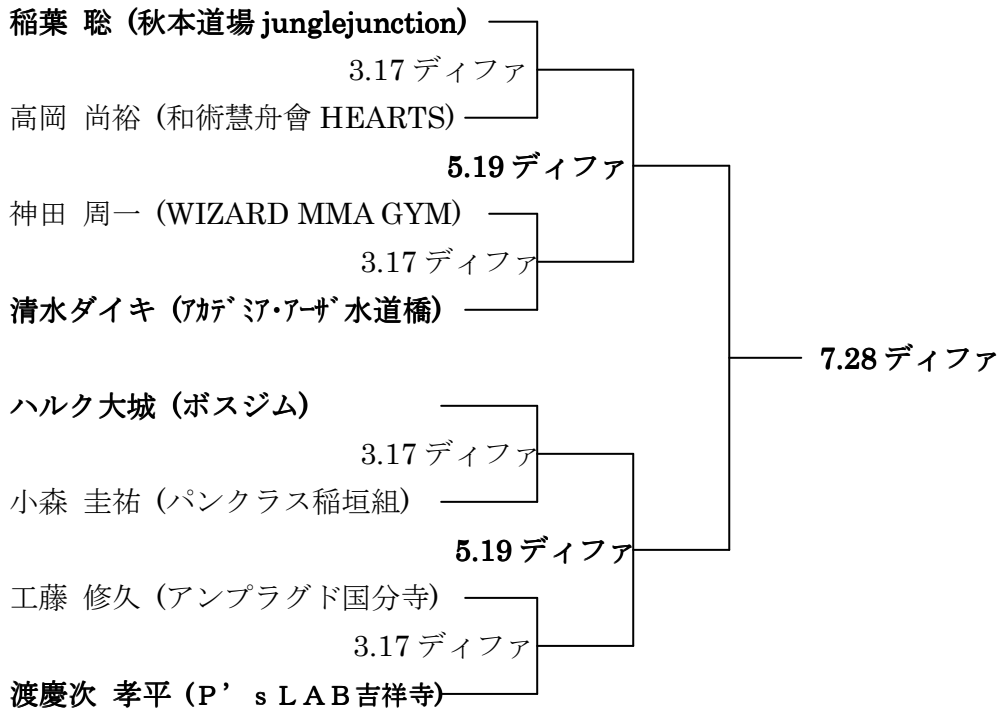 稲葉 聡 (秋本道場 junglejunction)
3.17 ディファ
高岡 尚裕 (和術慧舟會 HEARTS)
5.19 ディファ
神田 周一 (WIZARD MMA GYM)
3.17 ディファ
清水ダイキ (ｱｶﾃﾞﾐｱ･ｱｰｻﾞ水道橋)
7.28 ディファ
ハルク大城 (ボスジム)
3.17 ディファ
小森 圭祐 (パンクラス稲垣組)
5.19 ディファ
工藤 修久 (アンプラグド国分寺)
3.17 ディファ
渡慶次 孝平 (Ｐ’ｓＬＡＢ吉祥寺)